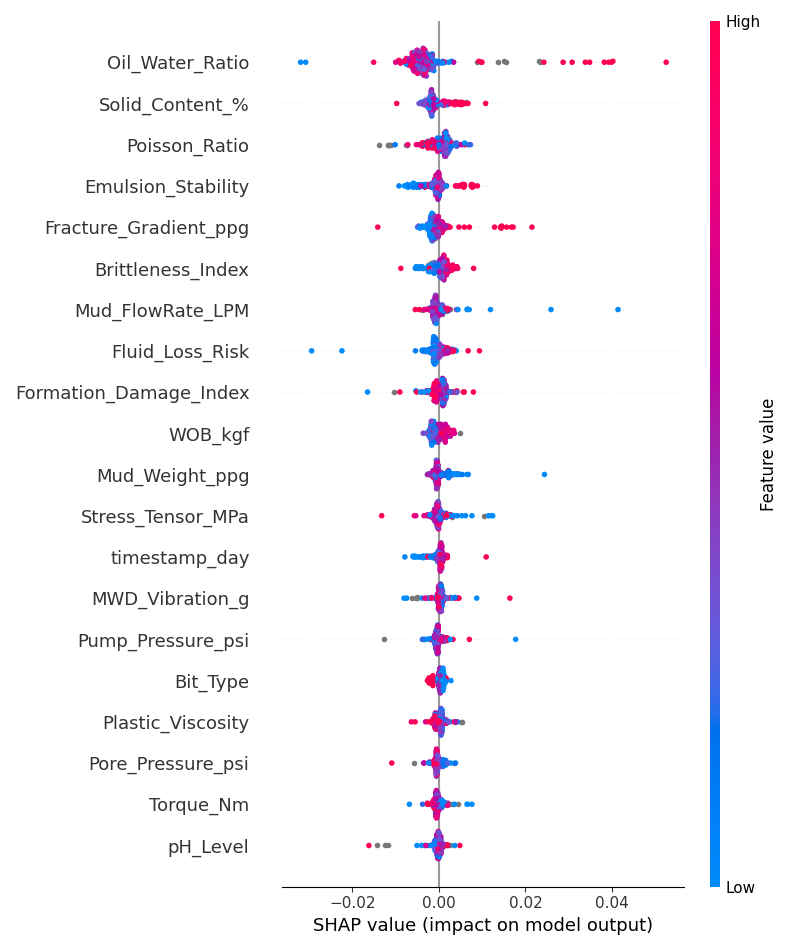 High
Oil_Water_Ratio
Solid_Content_%
Poisson_Ratio
Emulsion_Stability
Fracture_Gradient_ppg
Brittleness_Index
Mud_FlowRate_LPM
Fluid_Loss_Risk
Formation_Damage_Index
WOB_kgf
Mud_Weight_ppg
Stress_Tensor_MPa
timestamp_day
MWD_Vibration_g
Pump_Pressure_psi
Bit_Type
Plastic_Viscosity
Pore_Pressure_psi
Torque_Nm
pH_Level
Feature value
Low
−0.02 0.00 0.02 0.04
SHAP value (impact on model output)